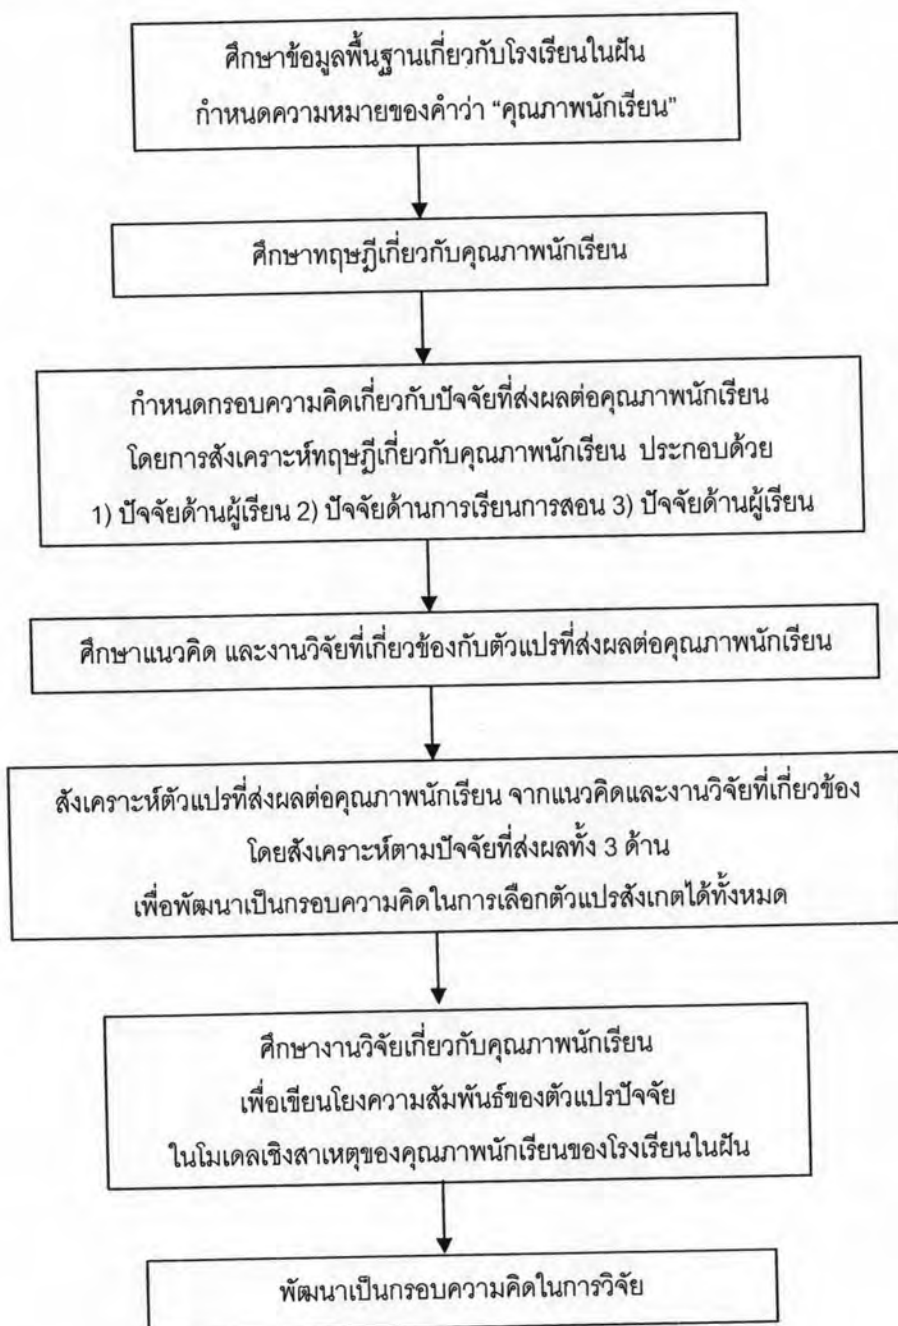 ศึกษาข้อมูลพื้นฐานเกี่ยวกับโรงเรียนในฝัน
กำหนดความหมายของคำว่า “คุณภาพนักเรียน”
ศึกษาทฤษฎีเกี่ยวกับคุณภาพนักเรียน
กำหนดกรอบความคิดเกี่ยวกับปัจจัยที่ส่งผลต่อคุณภาพนักเรียน
โดยการสังเคราะห์ทฤษฎีเกี่ยวกับคุณภาพนักเรียน ประกอบด้วย
1) ปัจจัยด้านผู้เรียน 2) ปัจจัยด้านการเรียนการสอน 3) ปัจจัยด้านผู้เรียน
ศึกษาแนวคิด และงานวิจัยที่เกี่ยวข้องกับตัวแปรที่ส่งผลต่อคุณภาพนักเรียน
สังเคราะห์ตัวแปรที่ส่งผลต่อคุณภาพนักเรียน จากแนวคิดและงานวิจัยที่เกี่ยวข้อง
โดยสังเคราะห์ตามปัจจัยที่ส่งผลทั้ง 3 ด้าน
เพื่อพัฒนาเป็นกรอบความคิดในการเลือกตัวแปรสังเกตได้ทั้งหมด
ศึกษางานวิจัยเกี่ยวกับคุณภาพนักเรียน
เพื่อเขียนโยงความสัมพันธ์ของตัวแปรปัจจัย
ในโมเดลเชิงสาเหตุของคุณภาพนักเรียนของโรงเรียนในฝัน
พัฒนาเป็นกรอบความคิดในการวิจัย